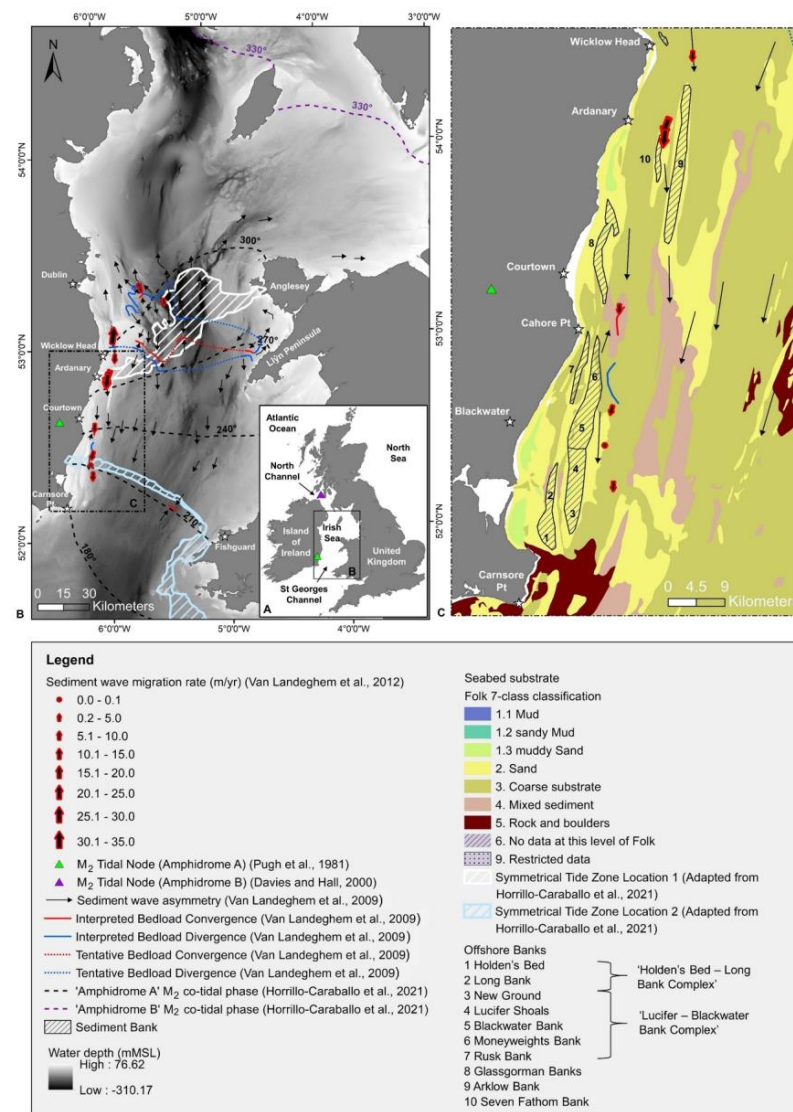 6°0'0"W
5°0'0"W
4°0'0"W
N
330°
330°
54°0'0"N
300°
Dublin
Anglesey
53°0'0"N
Wicklow Head
270°
Llŷn Peninsula
Ardanary
Courtown
240°
Carnsore
Pt
C
210°
180°
Fishguard
52°0'0"N
0 15 30
Kilometers
B
6°0'0"W
5°0'0"W
4°0'0"W
Atlantic
Ocean
North
Sea
North
Channel
Island
of
Ireland
Irish
Sea
United
Kingdom
B
St Georges
Channel
A
Wicklow Head
Ardanary
10
9
8
Courtown
Cahore Pt
7
6
Blackwater
5
4
2
3
1
Carnsore
Pt
0 4.5 9
Kilometers
C
54°0'0"N
53°0'0"N
52°0'0"N
Legend
Sediment wave migration rate (m/yr) (Van Landeghem et al., 2012)
0.0 - 0.1
0.2 - 5.0
5.1 - 10.0
10.1 - 15.0
15.1 - 20.0
20.1 - 25.0
25.1 - 30.0
30.1 - 35.0
M2 Tidal Node (Amphidrome A) (Pugh et al., 1981)
M2 Tidal Node (Amphidrome B) (Davies and Hall, 2000)
Sediment wave asymmetry (Van Landeghem et al., 2009)
Interpreted Bedload Convergence (Van Landeghem et al., 2009)
Interpreted Bedload Divergence (Van Landeghem et al., 2009)
Tentative Bedload Convergence (Van Landeghem et al., 2009)
Tentative Bedload Divergence (Van Landeghem et al., 2009)
'Amphidrome A' M2 co-tidal phase (Horrillo-Caraballo et al., 2021)
'Amphidrome B' M2 co-tidal phase (Horrillo-Caraballo et al., 2021)
Sediment Bank
Water depth (mMSL)
High : 76.62
Low : -310.17
Seabed substrate
Folk 7-class classification
1.1 Mud
1.2 sandy Mud
1.3 muddy Sand
2. Sand
3. Coarse substrate
4. Mixed sediment
5. Rock and boulders
6. No data at this level of Folk
9. Restricted data
Symmetrical Tide Zone Location 1 (Adapted from
Horrillo-Caraballo et al., 2021)
Symmetrical Tide Zone Location 2 (Adapted from
Horrillo-Caraballo et al., 2021)
Offshore Banks
1 Holden's Bed
2 Long Bank
3 New Ground
4 Lucifer Shoals
5 Blackwater Bank
6 Moneyweights Bank
7 Rusk Bank
8 Glassgorman Banks
9 Arklow Bank
10 Seven Fathom Bank
'Holden's Bed – Long
Bank Complex'
'Lucifer – Blackwater
Bank Complex'